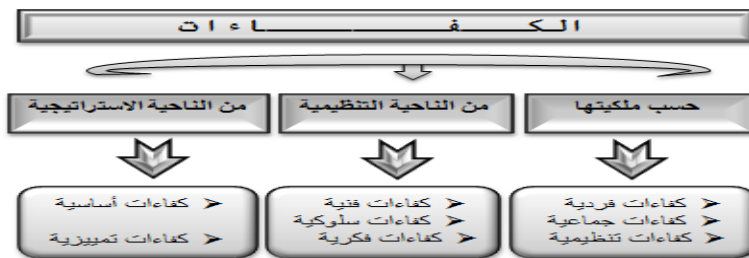 الكفـــــــاءات
حسب ملكيتها
من الناحية التنظيمية
من الناحية الاستراتيجية
كفاءات فردية
كفاءات جماعية
كفاءات تنظيمية
كفاءات فنية
كفاءات سلوكية
كفاءات فكرية
كفاءات أساسية
كفاءات تمييزية